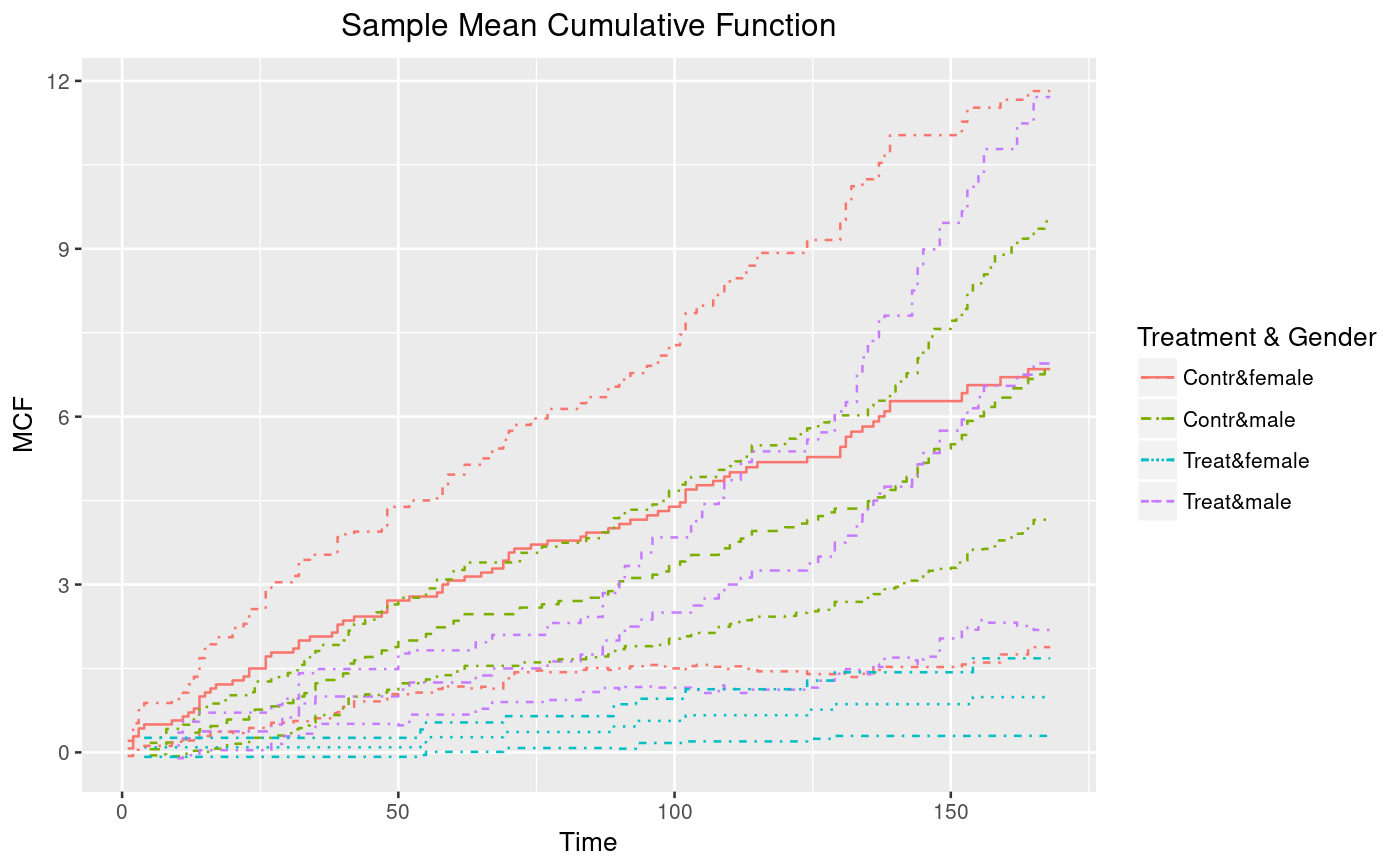 Sample Mean Cumulative Function
12
9
6
3
0
MCF
0 50 100 150
Time
Treatment & Gender
Contr&female
Contr&male
Treat&female
Treat&male